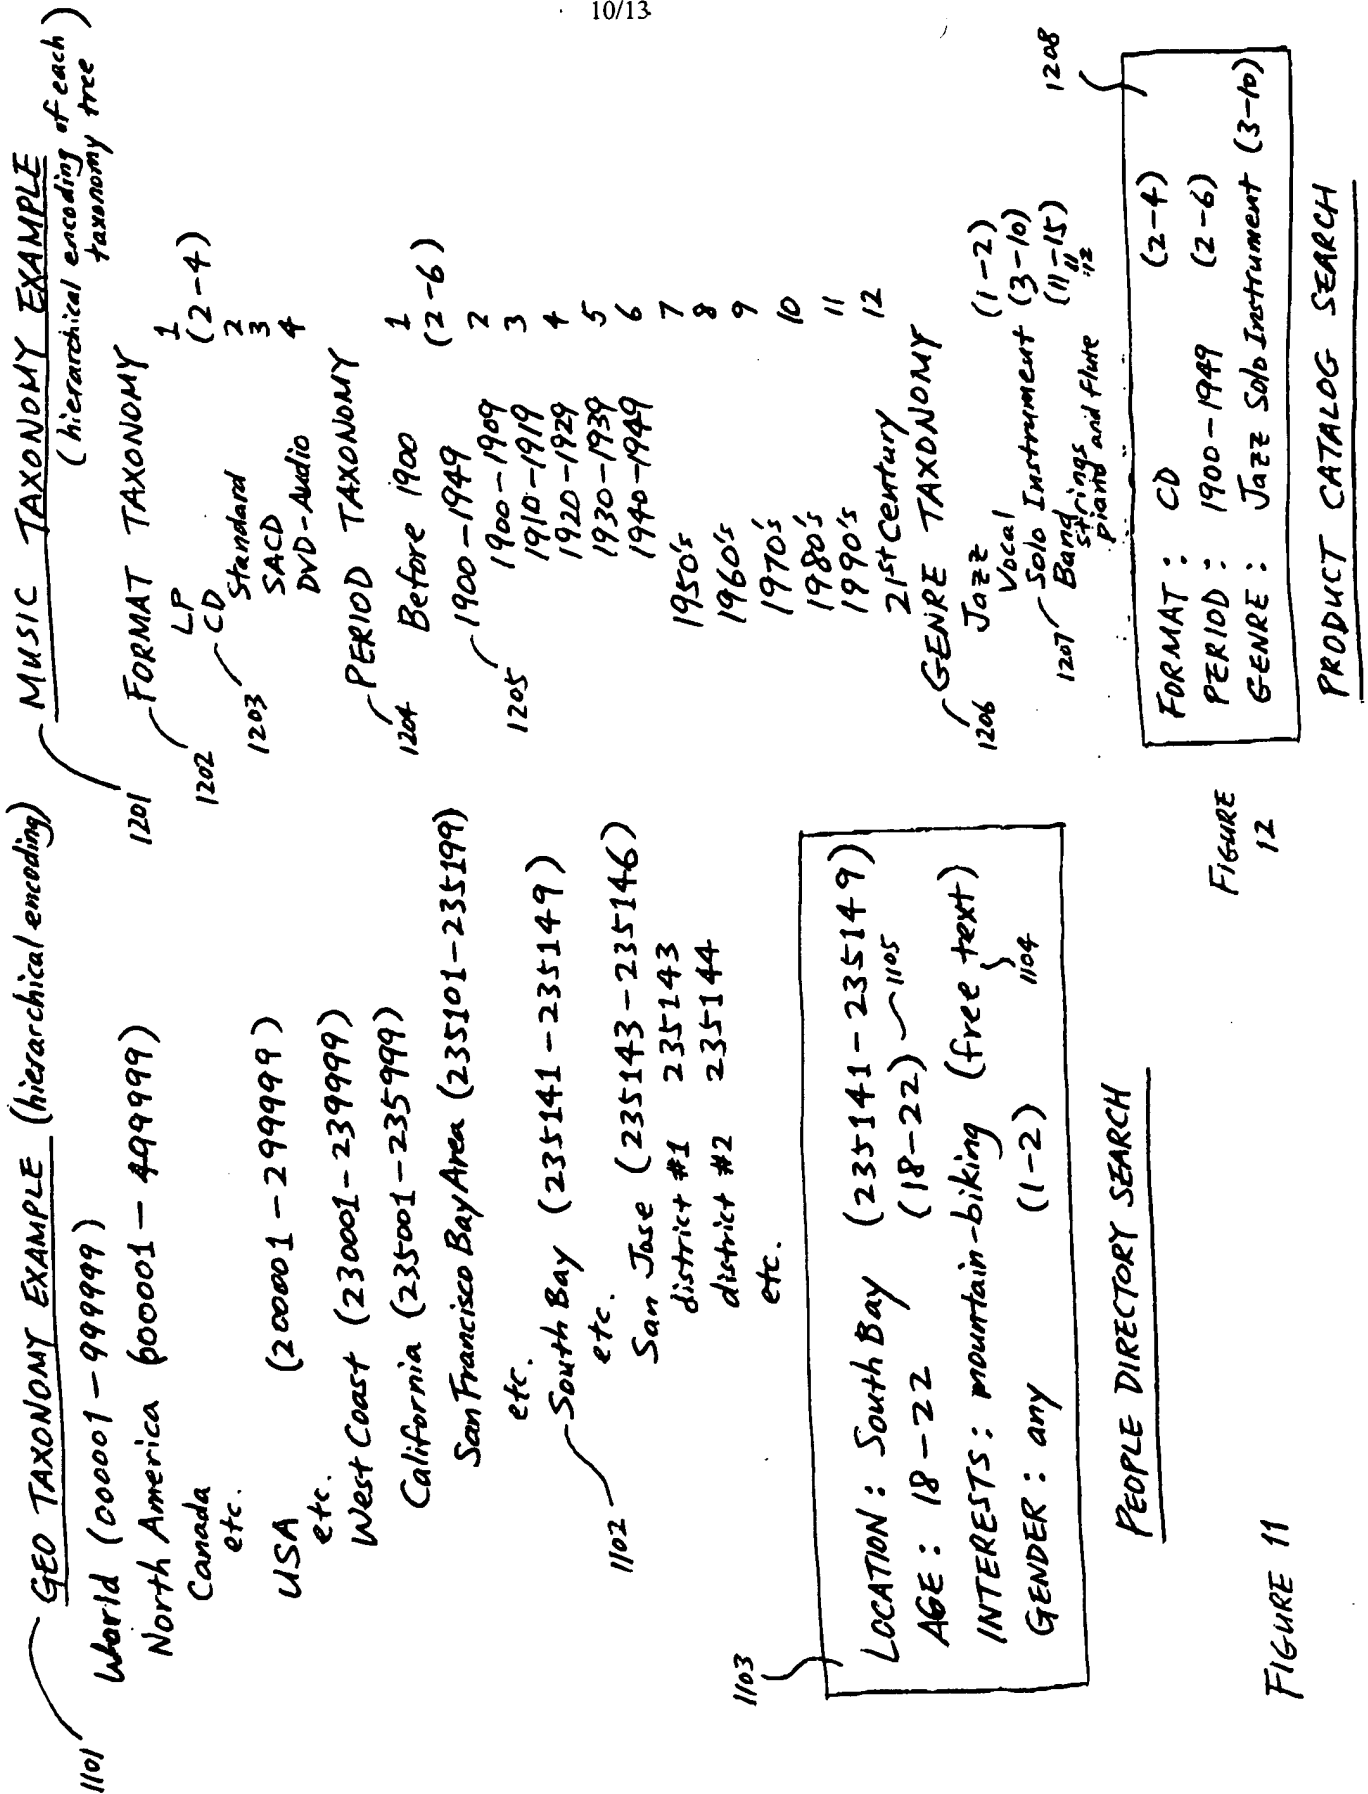 10/13
1101
GEO TAXONOMY EXAMPLE (hierarchical encoding)
World (000001 - 999999)
North America (000001 - 499999)
Canada
etc.
USA (200001 - 299999)
etc.
West Coast (230001 - 239999)
California (235001 - 235999)
San Francisco Bay Area (235101 - 235199)
etc.
1102
South Bay (235141 - 235149)
etc.
San Jose (235143 - 235146)
district #1 235143
district #2 235144
etc.
1103
LOCATION : South Bay (235141 - 235149)
AGE : 18 - 22 (18-22) 1105
INTERESTS : mountain-biking (free text)
1104
GENDER : any (1-2)
PEOPLE DIRECTORY SEARCH
FIGURE 11
1201
MUSIC TAXONOMY EXAMPLE
(hierarchical encoding of each
taxonomy tree)
1202
FORMAT TAXONOMY
LP 1
1203
CD (2-4)
Standard 2
SACD 3
DVD-Audio 4
1204
PERIOD TAXONOMY
Before 1900 1
1205
1900-1949 (2-6)
1900-1909 2
1910-1919 3
1920-1929 4
1930-1939 5
1940-1949 6
1950's 7
1960's 8
1970's 9
1980's 10
1990's 11
21st Century 12
1206
GENRE TAXONOMY
Jazz
Vocal (1-2)
1207
Solo Instrument (3-10)
Band (11-15)
strings 11
piano and flute 12
1208
FORMAT : CD (2-4)
PERIOD : 1900-1949 (2-6)
GENRE : Jazz Solo Instrument (3-10)
PRODUCT CATALOG SEARCH
FIGURE
12